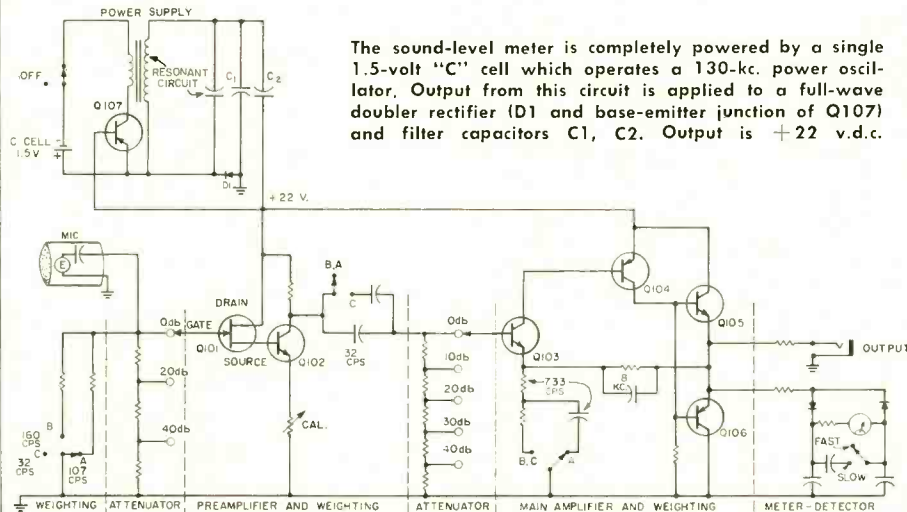 POWER SUPPLY
The sound-level meter is completely powered by a single
1.5-volt "C" cell which operates a 130-kc. power oscil-
lator. Output from this circuit is applied to a full-wave
doubler rectifier (D1 and base-emitter junction of Q107)
and filter capacitors C1, C2. Output is +22 v.d.c.
OFF
RESONANT
CIRCUIT
C1
C2
Q107
C CELL
1.5V
-
+
D1
+22 V.
MIC
E
DRAIN
GATE
Q101
SOURCE
Q102
CAL.
B,A
C
32
CPS
0db
20db
40db
B
160
CPS
C
32
CPS
A
107
CPS
0db
10db
20db
30db
40db
Q103
Q104
Q105
Q106
733
CPS
8
KC
B,C
A
OUTPUT
FAST
SLOW
WEIGHTING
ATTENUATOR
PREAMPLIFIER AND WEIGHTING
ATTENUATOR
MAIN AMPLIFIER AND WEIGHTING
METER-DETECTOR